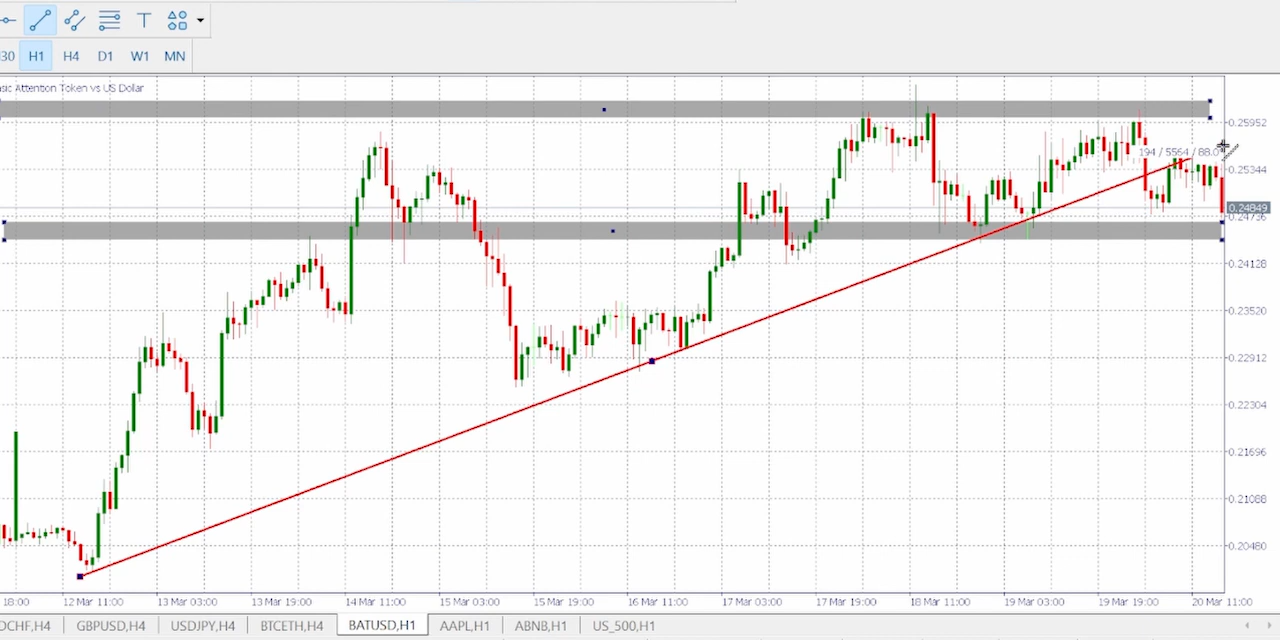 T
M30 H1 H4 D1 W1 MN
sic Attention Token vs US Dollar
0.25952
194 / 5564 / 88.0
0.25344
0.24849
0.24736
0.24128
0.23520
0.22912
0.22304
0.21696
0.21088
0.20480
18:00 12 Mar 11:00 13 Mar 03:00 13 Mar 19:00 14 Mar 11:00 15 Mar 03:00 15 Mar 19:00 16 Mar 11:00 17 Mar 03:00 17 Mar 19:00 18 Mar 11:00 19 Mar 03:00 19 Mar 19:00 20 Mar 11:00
DCHF,H4 GBPUSD,H4 USDJPY,H4 BTCETH,H4 BATUSD,H1 AAPL,H1 ABNB,H1 US_500,H1